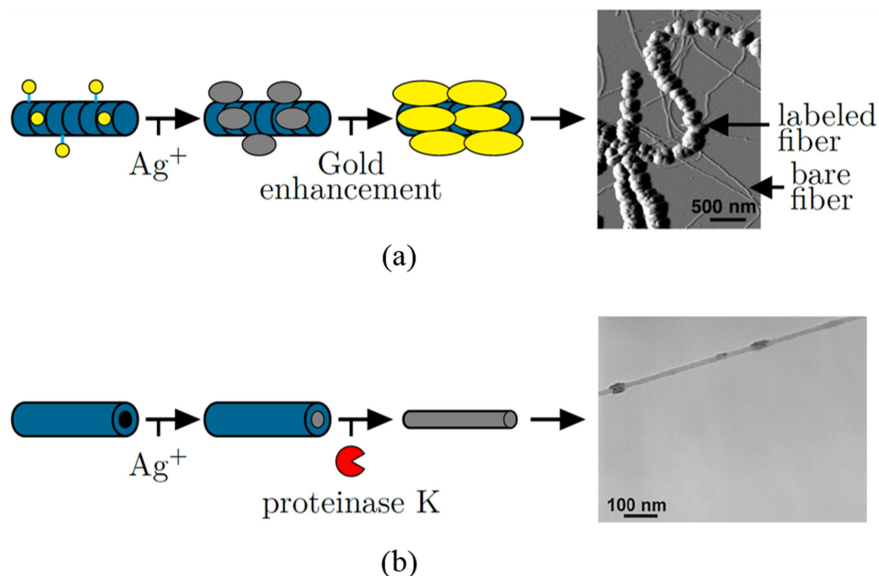 Ag+
Gold
enhancement
labeled
fiber
bare
fiber
500 nm
(a)
Ag+
proteinase K
100 nm
(b)